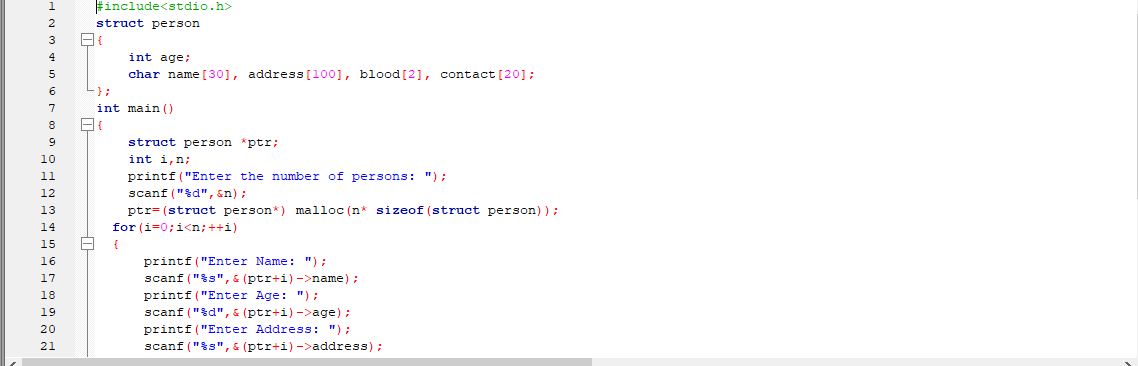 1 #include<stdio.h>
2 struct person
3 {
4 int age;
5 char name[30], address[100], blood[2], contact[20];
6 };
7 int main()
8 {
9 struct person *ptr;
10 int i,n;
11 printf("Enter the number of persons: ");
12 scanf("%d",&n);
13 ptr=(struct person*) malloc(n* sizeof(struct person));
14 for(i=0;i<n;++i)
15 {
16 printf("Enter Name: ");
17 scanf("%s",&(ptr+i)->name);
18 printf("Enter Age: ");
19 scanf("%d",&(ptr+i)->age);
20 printf("Enter Address: ");
21 scanf("%s",&(ptr+i)->address);